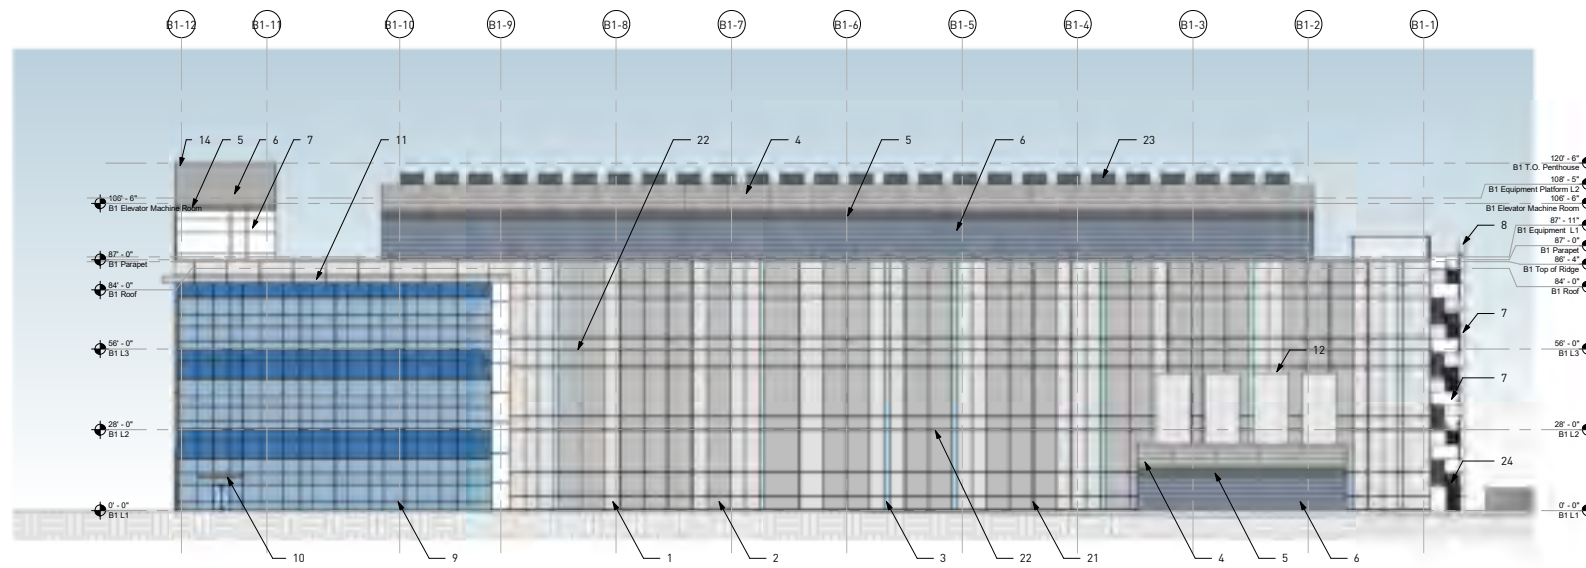 B1-12 B1-11 B1-10 B1-9 B1-8 B1-7 B1-6 B1-5 B1-4 B1-3 B1-2 B1-1
14 5 6 7 11 22 4 5 6 23
120' - 6"
B1 T.O. Penthouse
108' - 5"
B1 Equipment Platform L2
106' - 6"
B1 Elevator Machine Room
106' - 6"
B1 Elevator Machine Room
87' - 11"
B1 Equipment L1
8
87' - 0"
B1 Parapet
87' - 0"
B1 Parapet
86' - 4"
B1 Top of Ridge
84' - 0"
B1 Roof
84' - 0"
B1 Roof
7
56' - 0"
B1 L3
12
56' - 0"
B1 L3
7
28' - 0"
B1 L2
28' - 0"
B1 L2
24
0' - 0"
B1 L1
0' - 0"
B1 L1
10 9 1 2 3 22 21 4 5 6